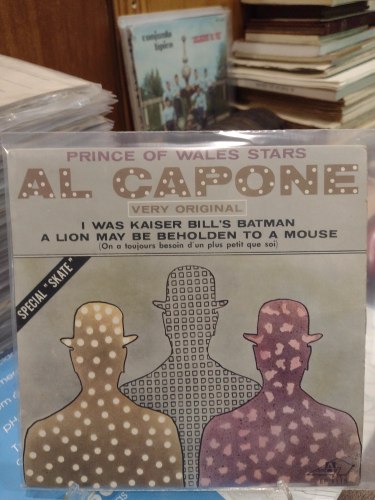 PRINCE OF WALES STARS
AL CAPONE
VERY ORIGINAL
I WAS KAISER BILL'S BATMAN
A LION MAY BE BEHOLDEN TO A MOUSE
(On a toujours besoin d'un plus petit que soi)
SPECIAL "SKATE"